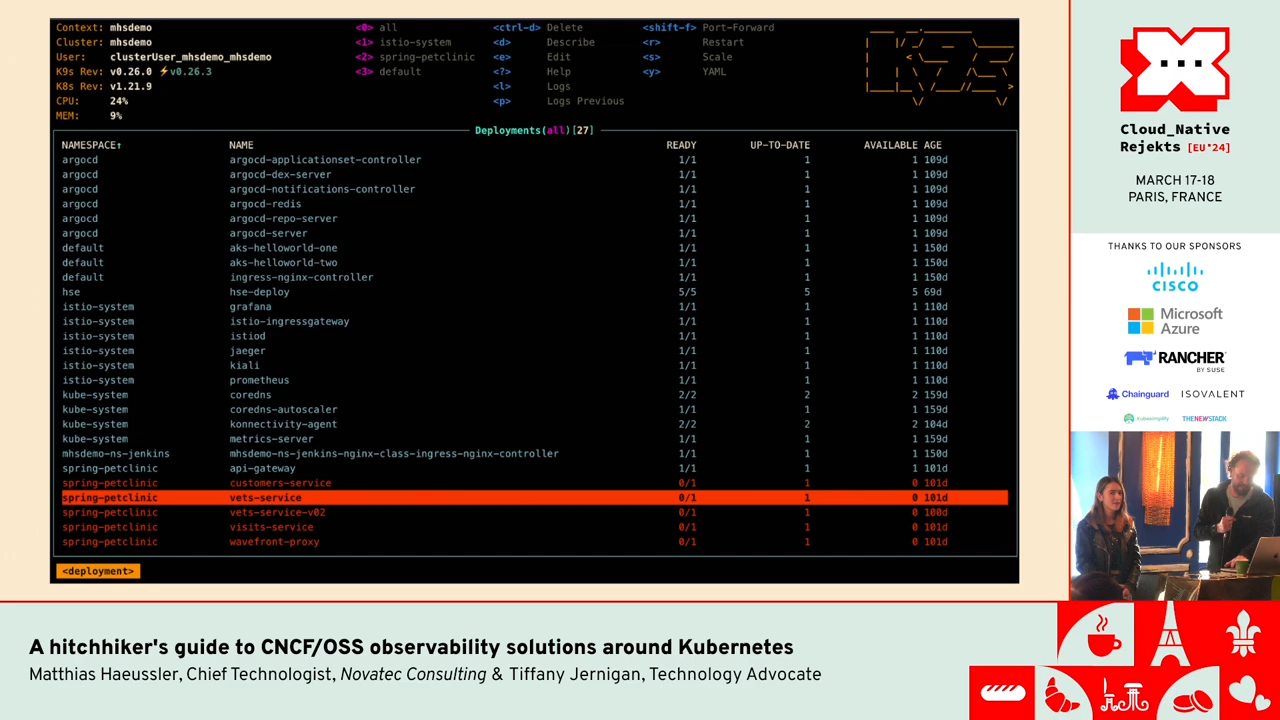 Context: mhsdemo <0> all <ctrl-d> Delete <shift-f> Port-Forward
Cluster: mhsdemo <1> istio-system <d> Describe <r> Restart
User: clusterUser_mhsdemo_mhsdemo <2> spring-petclinic <e> Edit <s> Scale
K9s Rev: v0.26.0 ⚡v0.26.3 <3> default <?> Help <y> YAML
K8s Rev: v1.21.9 <l> Logs
CPU: 24% <p> Logs Previous
MEM: 9%
Deployments(all)[27]
NAMESPACE↑ NAME READY UP-TO-DATE AVAILABLE AGE
argocd argocd-applicationset-controller 1/1 1 1 109d
argocd argocd-dex-server 1/1 1 1 109d
argocd argocd-notifications-controller 1/1 1 1 109d
argocd argocd-redis 1/1 1 1 109d
argocd argocd-repo-server 1/1 1 1 109d
argocd argocd-server 1/1 1 1 109d
default aks-helloworld-one 1/1 1 1 150d
default aks-helloworld-two 1/1 1 1 150d
default ingress-nginx-controller 1/1 1 1 150d
hse hse-deploy 5/5 5 5 69d
istio-system grafana 1/1 1 1 110d
istio-system istio-ingressgateway 1/1 1 1 110d
istio-system istiod 1/1 1 1 110d
istio-system jaeger 1/1 1 1 110d
istio-system kiali 1/1 1 1 110d
istio-system prometheus 1/1 1 1 110d
kube-system coredns 2/2 2 2 159d
kube-system coredns-autoscaler 1/1 1 1 159d
kube-system konnectivity-agent 2/2 2 2 104d
kube-system metrics-server 1/1 1 1 159d
mhsdemo-ns-jenkins mhsdemo-ns-jenkins-nginx-class-ingress-nginx-controller 1/1 1 1 150d
spring-petclinic api-gateway 1/1 1 1 101d
spring-petclinic customers-service 0/1 1 0 101d
spring-petclinic vets-service 0/1 1 0 101d
spring-petclinic vets-service-v02 0/1 1 0 100d
spring-petclinic visits-service 0/1 1 0 101d
spring-petclinic wavefront-proxy 0/1 1 0 101d
<deployment>
Cloud_Native
Rejekts [EU*24]
MARCH 17-18
PARIS, FRANCE
THANKS TO OUR SPONSORS
CISCO
Microsoft
Azure
RANCHER
BY SUSE
Chainguard ISOVALENT
Kubesimplify THENEWSTACK
A hitchhiker's guide to CNCF/OSS observability solutions around Kubernetes
Matthias Haeussler, Chief Technologist, Novatec Consulting & Tiffany Jernigan, Technology Advocate